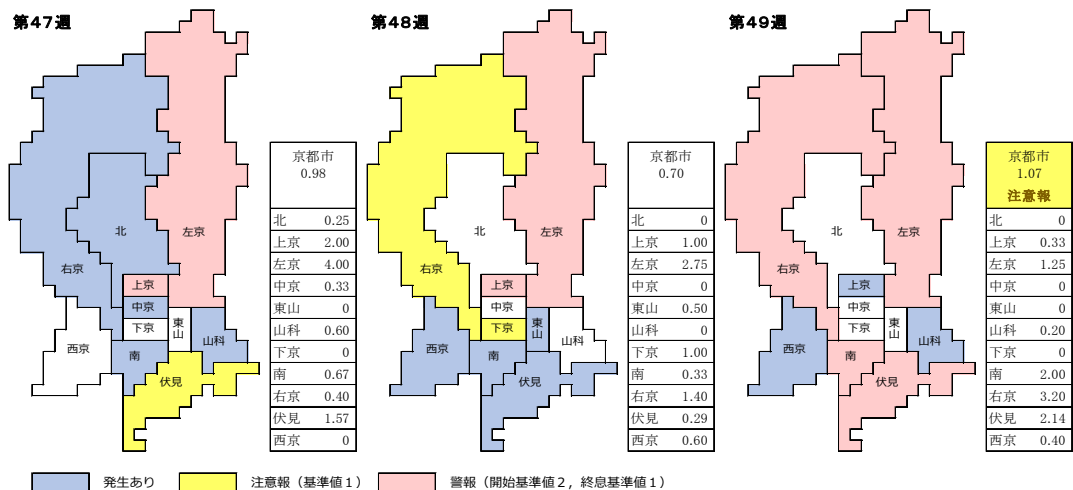 第47週
北
左京
右京
上京
中京
下京
東山
山科
西京
南
伏見
京都市
0.98
北 0.25
上京 2.00
左京 4.00
中京 0.33
東山 0
山科 0.60
下京 0
南 0.67
右京 0.40
伏見 1.57
西京 0
第48週
北
左京
右京
上京
中京
下京
東山
山科
西京
南
伏見
京都市
0.70
北 0
上京 1.00
左京 2.75
中京 0
東山 0.50
山科 0
下京 1.00
南 0.33
右京 1.40
伏見 0.29
西京 0.60
第49週
北
左京
右京
上京
中京
下京
東山
山科
西京
南
伏見
京都市
1.07
注意報
北 0
上京 0.33
左京 1.25
中京 0
東山 0
山科 0.20
下京 0
南 2.00
右京 3.20
伏見 2.14
西京 0.40
発生あり 注意報（基準値１） 警報（開始基準値２，終息基準値１）